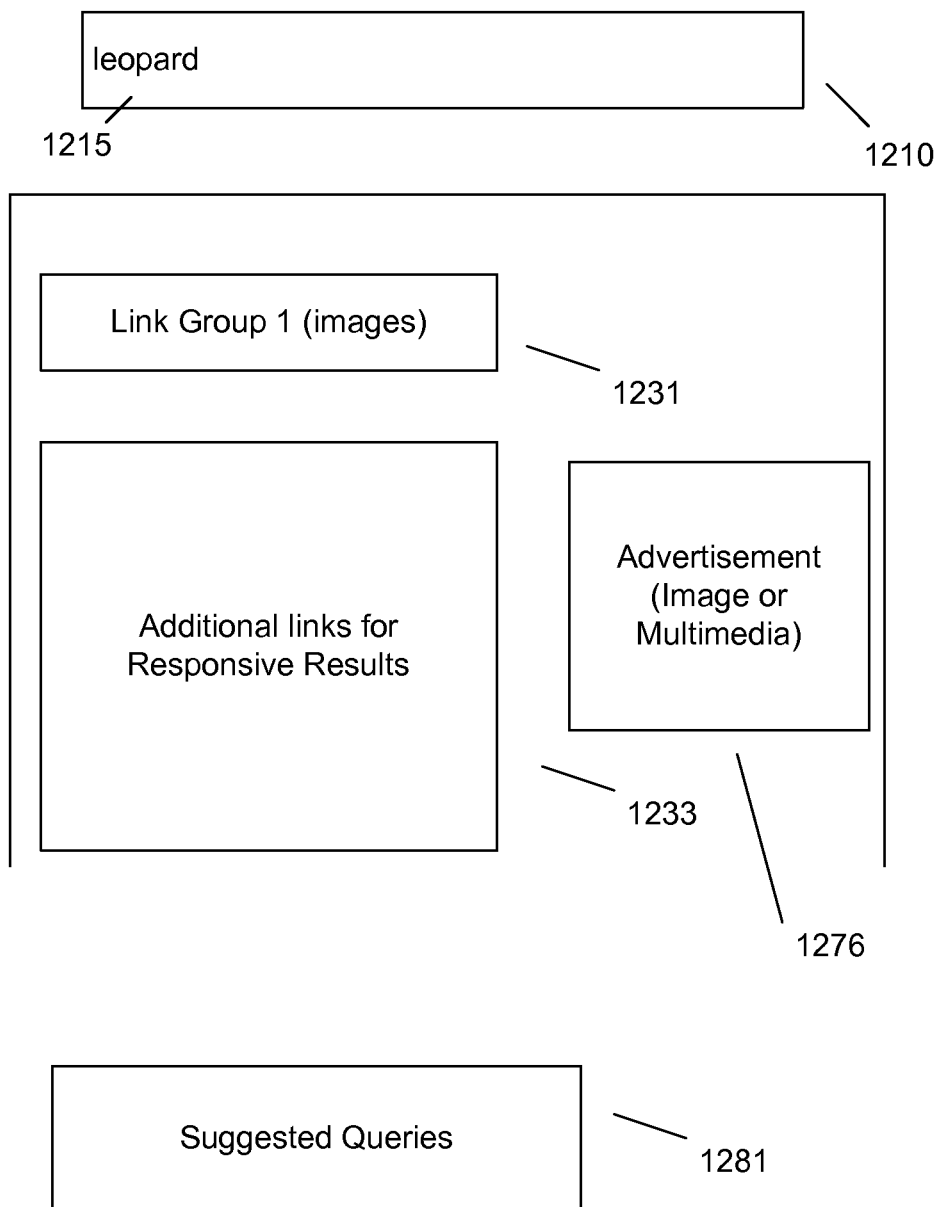 leopard
1215
1210
Link Group 1 (images)
1231
Additional links for
Responsive Results
Advertisement
(Image or
Multimedia)
1233
1276
Suggested Queries
1281